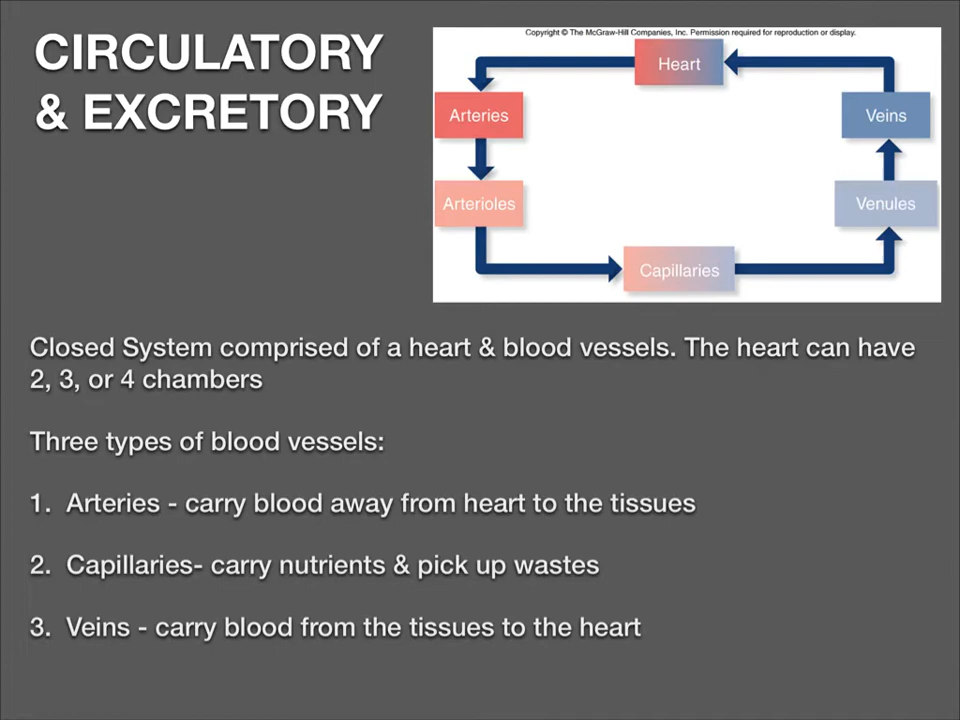 CIRCULATORY
& EXCRETORY
Copyright © The McGraw-Hill Companies, Inc. Permission required for reproduction or display.
Heart
Arteries
Veins
Arterioles
Venules
Capillaries
Closed System comprised of a heart & blood vessels. The heart can have
2, 3, or 4 chambers
Three types of blood vessels:
1. Arteries - carry blood away from heart to the tissues
2. Capillaries- carry nutrients & pick up wastes
3. Veins - carry blood from the tissues to the heart